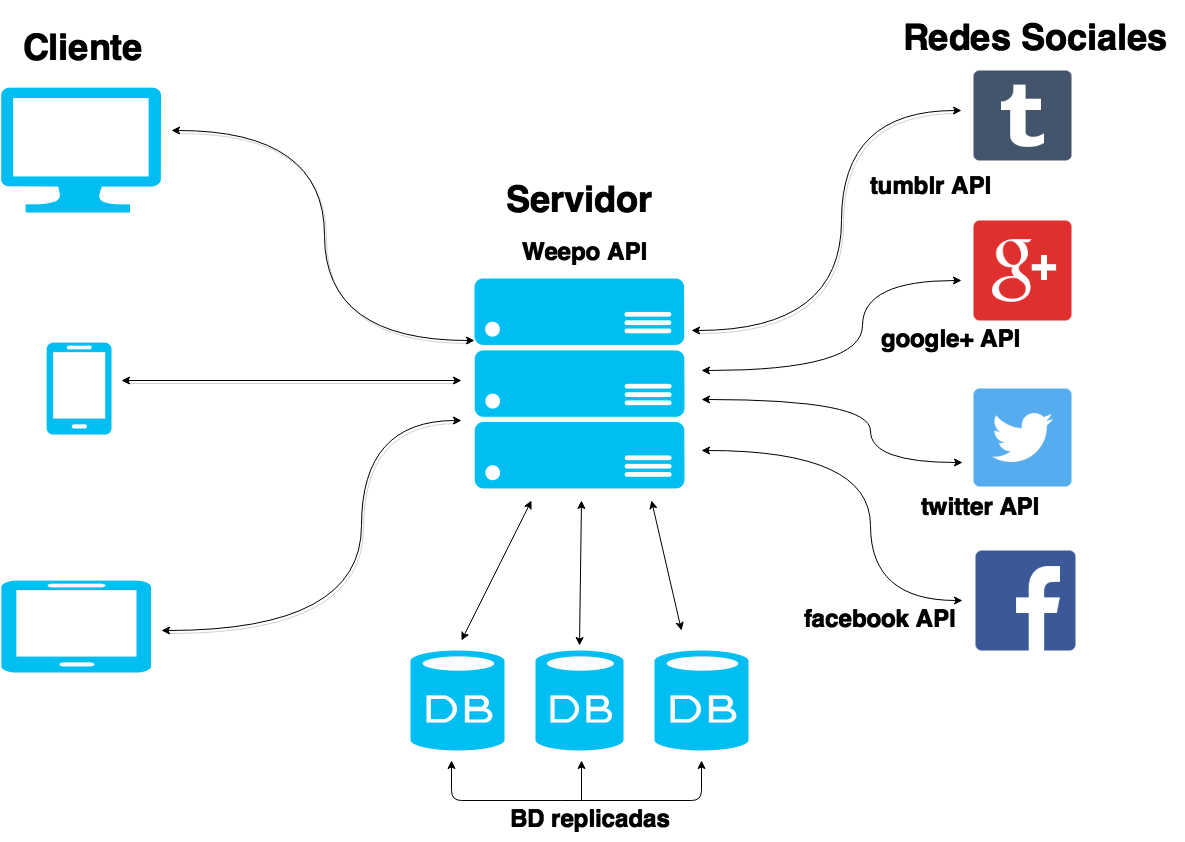 Cliente
Redes Sociales
t
tumblr API
Servidor
Weepo API
g+
google+ API
twitter API
f
facebook API
DB
DB
DB
BD replicadas